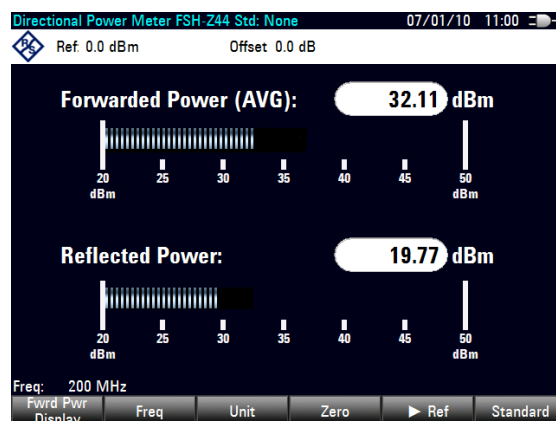 Directional Power Meter FSH-Z44 Std: None 07/01/10 11:00
R&S Ref: 0.0 dBm Offset 0.0 dB
Forwarded Power (AVG): 32.11 dBm
20 25 30 35 40 45 50
dBm dBm
Reflected Power: 19.77 dBm
20 25 30 35 40 45 50
dBm dBm
Freq: 200 MHz
Fwrd Pwr Display Freq Unit Zero ► Ref Standard